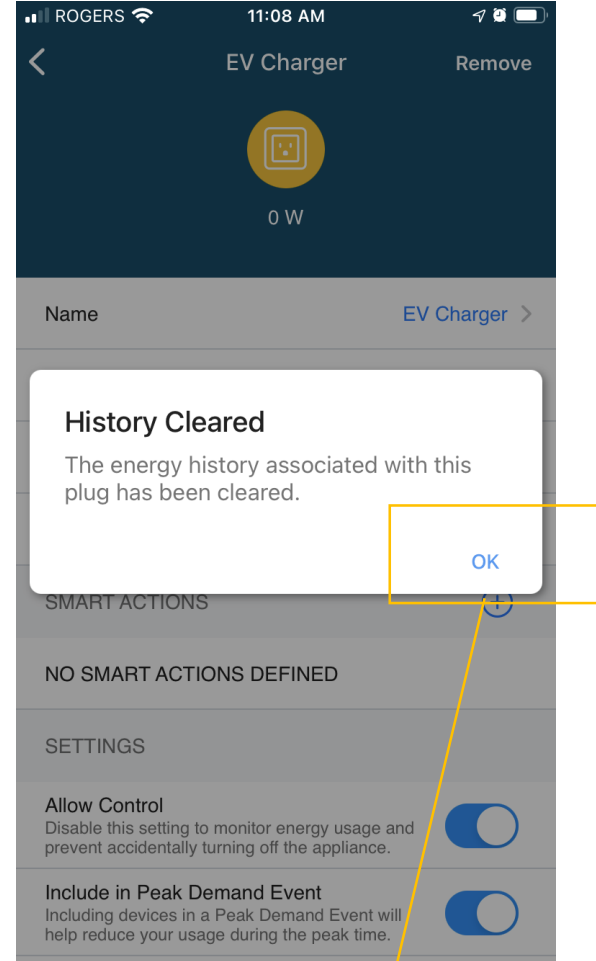 ROGERS 11:08 AM
EV Charger Remove
0 W
Name EV Charger
History Cleared
The energy history associated with this
plug has been cleared.
OK
SMART ACTIONS
NO SMART ACTIONS DEFINED
SETTINGS
Allow Control
Disable this setting to monitor energy usage and
prevent accidentally turning off the appliance.
Include in Peak Demand Event
Including devices in a Peak Demand Event will
help reduce your usage during the peak time.